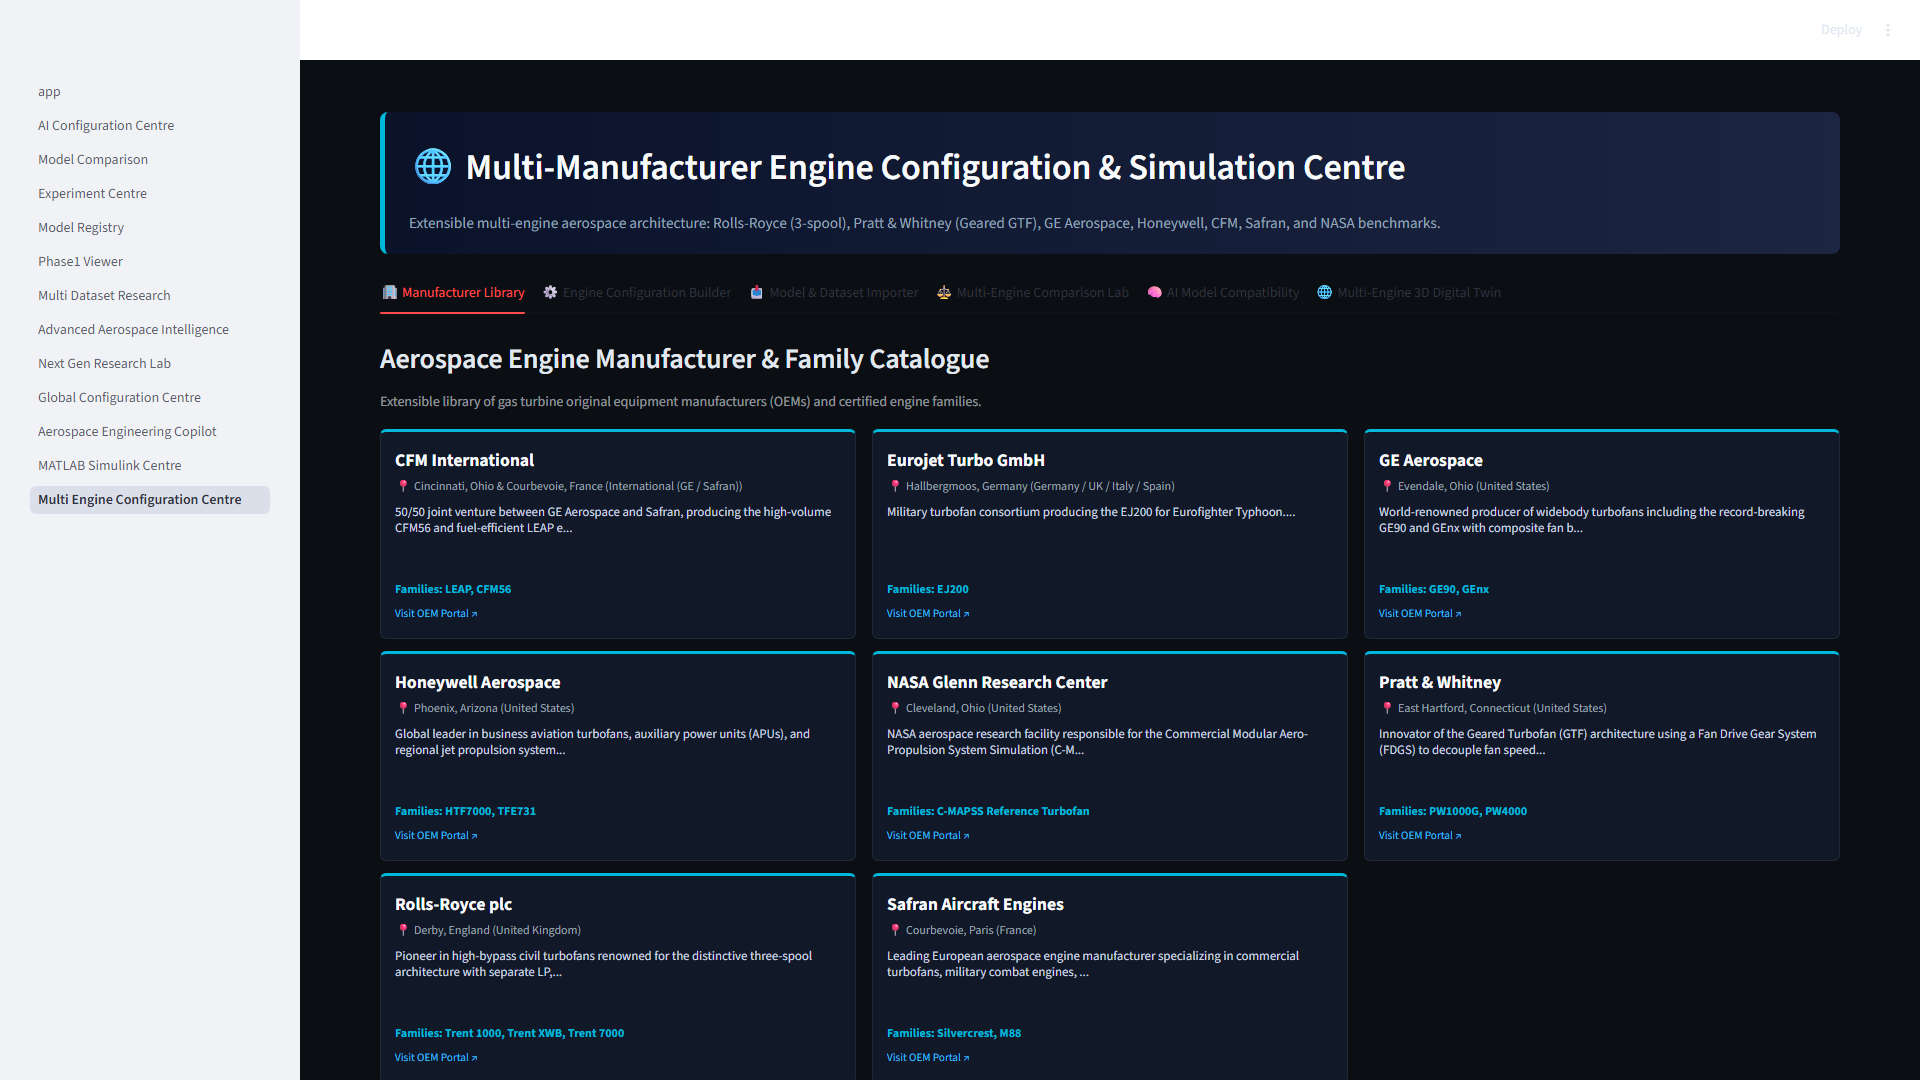 Deploy
app
AI Configuration Centre
Model Comparison
Experiment Centre
Model Registry
Phase1 Viewer
Multi Dataset Research
Advanced Aerospace Intelligence
Next Gen Research Lab
Global Configuration Centre
Aerospace Engineering Copilot
MATLAB Simulink Centre
Multi Engine Configuration Centre
Multi-Manufacturer Engine Configuration & Simulation Centre
Extensible multi-engine aerospace architecture: Rolls-Royce (3-spool), Pratt & Whitney (Geared GTF), GE Aerospace, Honeywell, CFM, Safran, and NASA benchmarks.
Manufacturer Library
Engine Configuration Builder
Model & Dataset Importer
Multi-Engine Comparison Lab
AI Model Compatibility
Multi-Engine 3D Digital Twin
Aerospace Engine Manufacturer & Family Catalogue
Extensible library of gas turbine original equipment manufacturers (OEMs) and certified engine families.
CFM International
Cincinnati, Ohio & Courbevoie, France (International (GE / Safran))
50/50 joint venture between GE Aerospace and Safran, producing the high-volume
CFM56 and fuel-efficient LEAP e...
Families: LEAP, CFM56
Visit OEM Portal ↗
Eurojet Turbo GmbH
Hallbergmoos, Germany (Germany / UK / Italy / Spain)
Military turbofan consortium producing the EJ200 for Eurofighter Typhoon....
Families: EJ200
Visit OEM Portal ↗
GE Aerospace
Evendale, Ohio (United States)
World-renowned producer of widebody turbofans including the record-breaking
GE90 and GEnx with composite fan b...
Families: GE90, GEnx
Visit OEM Portal ↗
Honeywell Aerospace
Phoenix, Arizona (United States)
Global leader in business aviation turbofans, auxiliary power units (APUs), and
regional jet propulsion system...
Families: HTF7000, TFE731
Visit OEM Portal ↗
NASA Glenn Research Center
Cleveland, Ohio (United States)
NASA aerospace research facility responsible for the Commercial Modular Aero-
Propulsion System Simulation (C-M...
Families: C-MAPSS Reference Turbofan
Visit OEM Portal ↗
Pratt & Whitney
East Hartford, Connecticut (United States)
Innovator of the Geared Turbofan (GTF) architecture using a Fan Drive Gear System
(FDGS) to decouple fan speed...
Families: PW1000G, PW4000
Visit OEM Portal ↗
Rolls-Royce plc
Derby, England (United Kingdom)
Pioneer in high-bypass civil turbofans renowned for the distinctive three-spool
architecture with separate LP,...
Families: Trent 1000, Trent XWB, Trent 7000
Visit OEM Portal ↗
Safran Aircraft Engines
Courbevoie, Paris (France)
Leading European aerospace engine manufacturer specializing in commercial
turbofans, military combat engines, ...
Families: Silvercrest, M88
Visit OEM Portal ↗